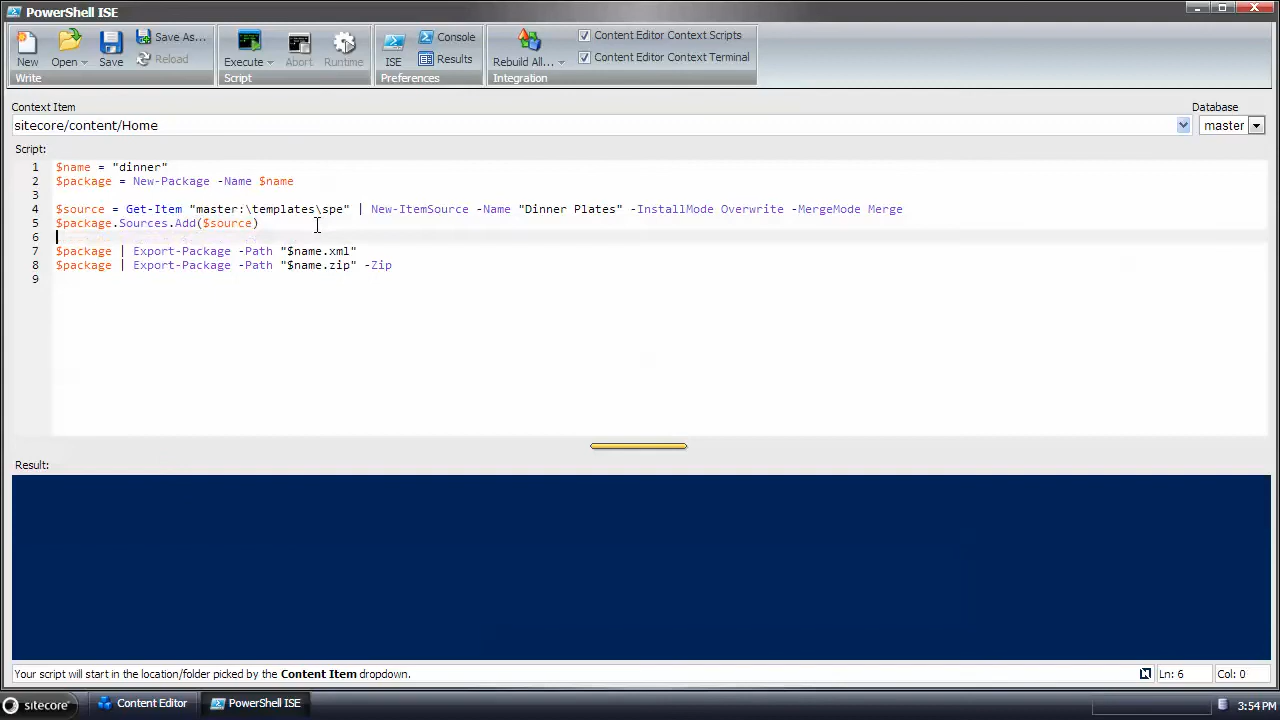 PowerShell ISE
New
Open
Save
Save As...
Reload
Write
Execute
Abort
Runtime
Script
ISE
Console
Results
Preferences
Rebuild All...
Content Editor Context Scripts
Content Editor Context Terminal
Integration
Context Item
Database
sitecore/content/Home
master
Script:
1 $name = "dinner"
2 $package = New-Package -Name $name
3
4 $source = Get-Item "master:\templates\spe" | New-ItemSource -Name "Dinner Plates" -InstallMode Overwrite -MergeMode Merge
5 $package.Sources.Add($source)
6
7 $package | Export-Package -Path "$name.xml"
8 $package | Export-Package -Path "$name.zip" -Zip
9
Result:
Your script will start in the location/folder picked by the Content Item dropdown.
Ln: 6
Col: 0
sitecore
Content Editor
PowerShell ISE
3:54 PM